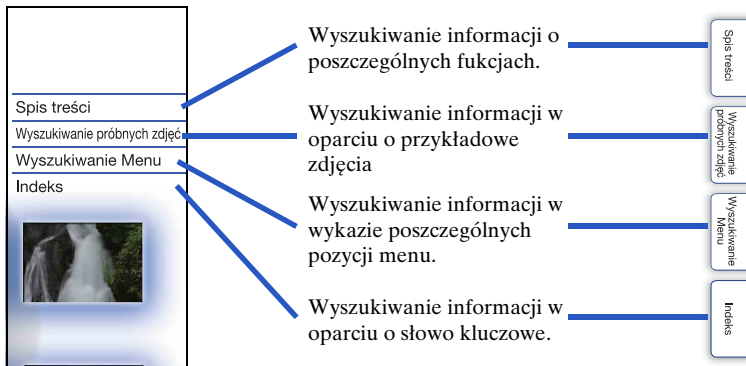 Spis treści
Wyszukiwanie próbnych zdjęć
Wyszukiwanie Menu
Indeks
Wyszukiwanie informacji o
poszczególnych fukcjach.
Wyszukiwanie informacji w
oparciu o przykładowe
zdjęcia
Wyszukiwanie informacji w
wykazie poszczególnych
pozycji menu.
Wyszukiwanie informacji w
oparciu o słowo kluczowe.
Spis treści
Wyszukiwanie
próbnych zdjęć
Wyszukiwanie
Menu
Indeks